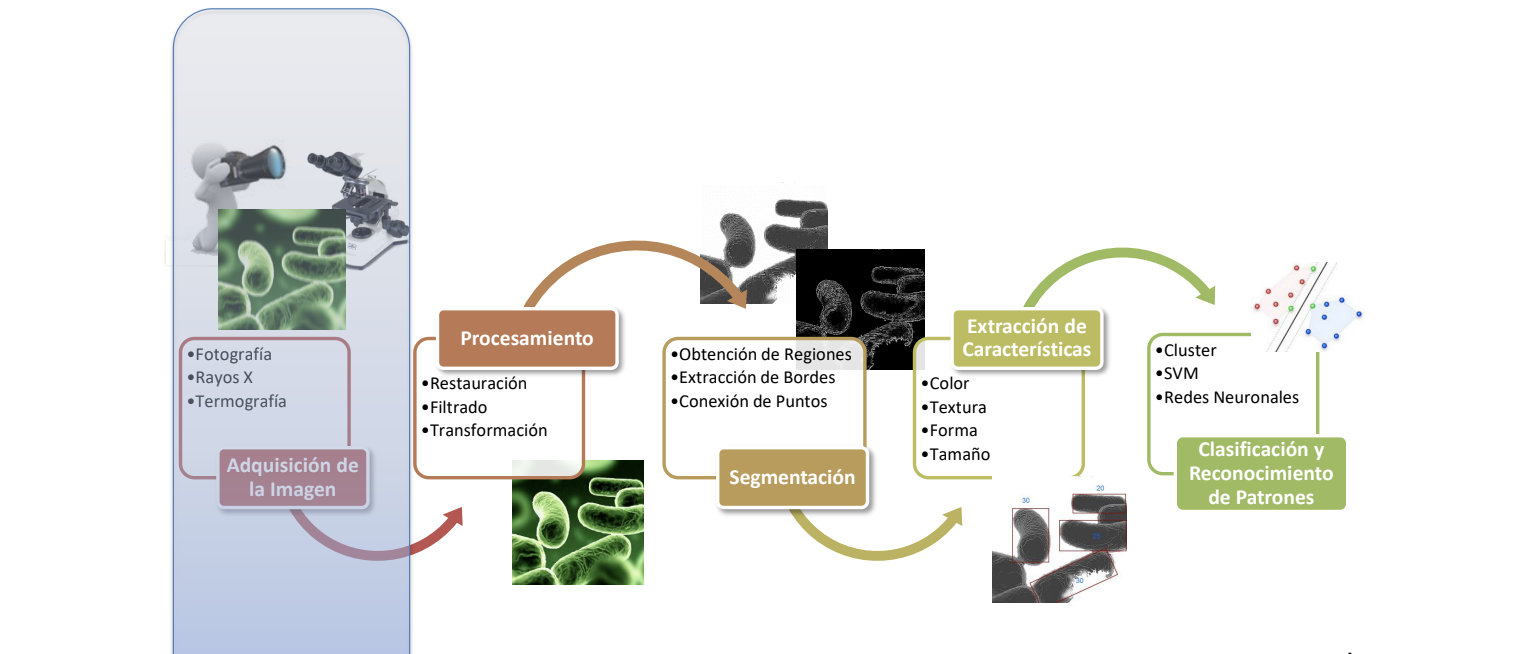 •Fotografía
•Rayos X
•Termografía
Adquisición de
la Imagen
Procesamiento
•Restauración
•Filtrado
•Transformación
•Obtención de Regiones
•Extracción de Bordes
•Conexión de Puntos
Segmentación
Extracción de
Características
•Color
•Textura
•Forma
•Tamaño
30
20
25
30
•Cluster
•SVM
•Redes Neuronales
Clasificación y
Reconocimiento
de Patrones